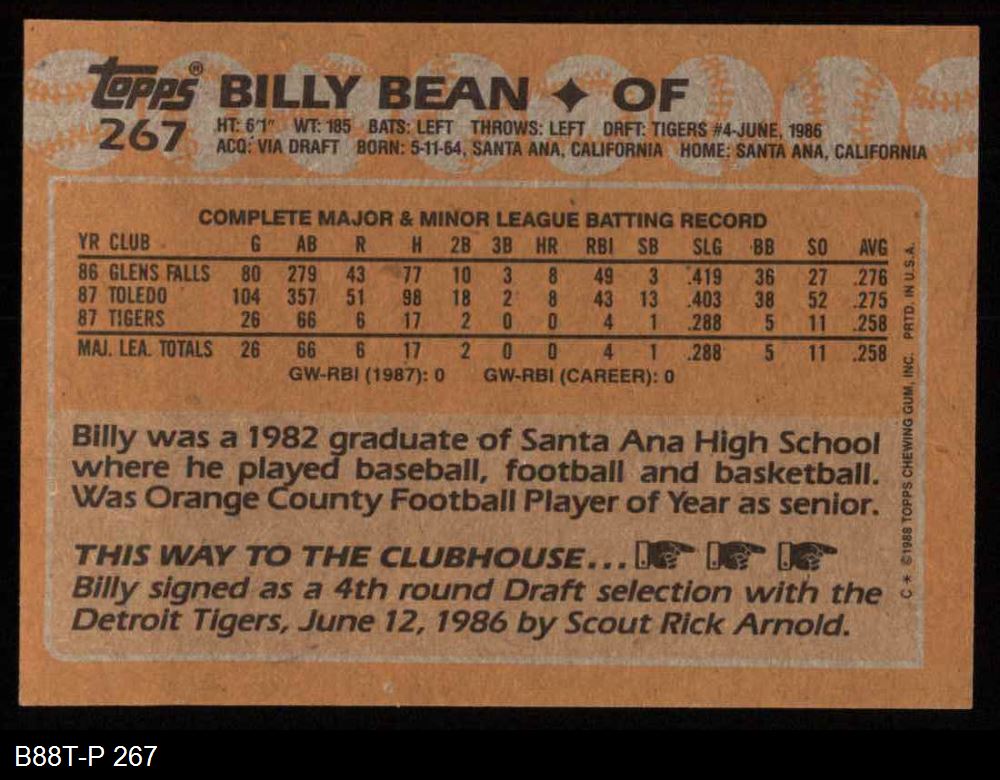 topps® BILLY BEAN ✦ OF
267
HT: 6'1" WT: 185 BATS: LEFT THROWS: LEFT DRFT: TIGERS #4-JUNE, 1986
ACQ: VIA DRAFT BORN: 5-11-64, SANTA ANA, CALIFORNIA HOME: SANTA ANA, CALIFORNIA
COMPLETE MAJOR & MINOR LEAGUE BATTING RECORD
YR CLUB G AB R H 2B 3B HR RBI SB SLG BB SO AVG
86 GLENS FALLS 80 279 43 77 10 3 8 49 3 .419 36 27 .276
87 TOLEDO 104 357 51 98 18 2 8 43 13 .403 38 52 .275
87 TIGERS 26 66 6 17 2 0 0 4 1 .288 5 11 .258
MAJ. LEA. TOTALS 26 66 6 17 2 0 0 4 1 .288 5 11 .258
GW-RBI (1987): 0 GW-RBI (CAREER): 0
Billy was a 1982 graduate of Santa Ana High School
where he played baseball, football and basketball.
Was Orange County Football Player of Year as senior.
THIS WAY TO THE CLUBHOUSE...
Billy signed as a 4th round Draft selection with the
Detroit Tigers, June 12, 1986 by Scout Rick Arnold.
C* ©1988 TOPPS CHEWING GUM, INC. PRTD. IN U.S.A.
B88T-P 267